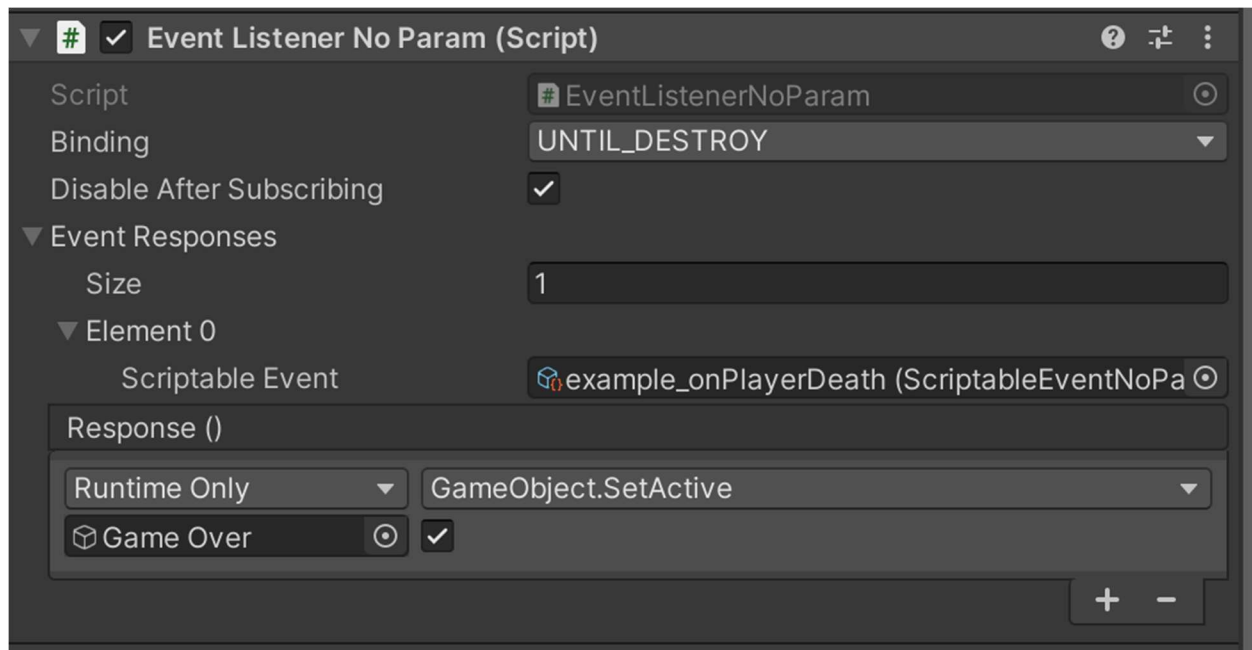 # Event Listener No Param (Script)
Script # EventListenerNoParam
Binding UNTIL_DESTROY
Disable After Subscribing
Event Responses
Size 1
Element 0
Scriptable Event example_onPlayerDeath (ScriptableEventNoPa
Response ()
Runtime Only GameObject.SetActive
Game Over
+ -